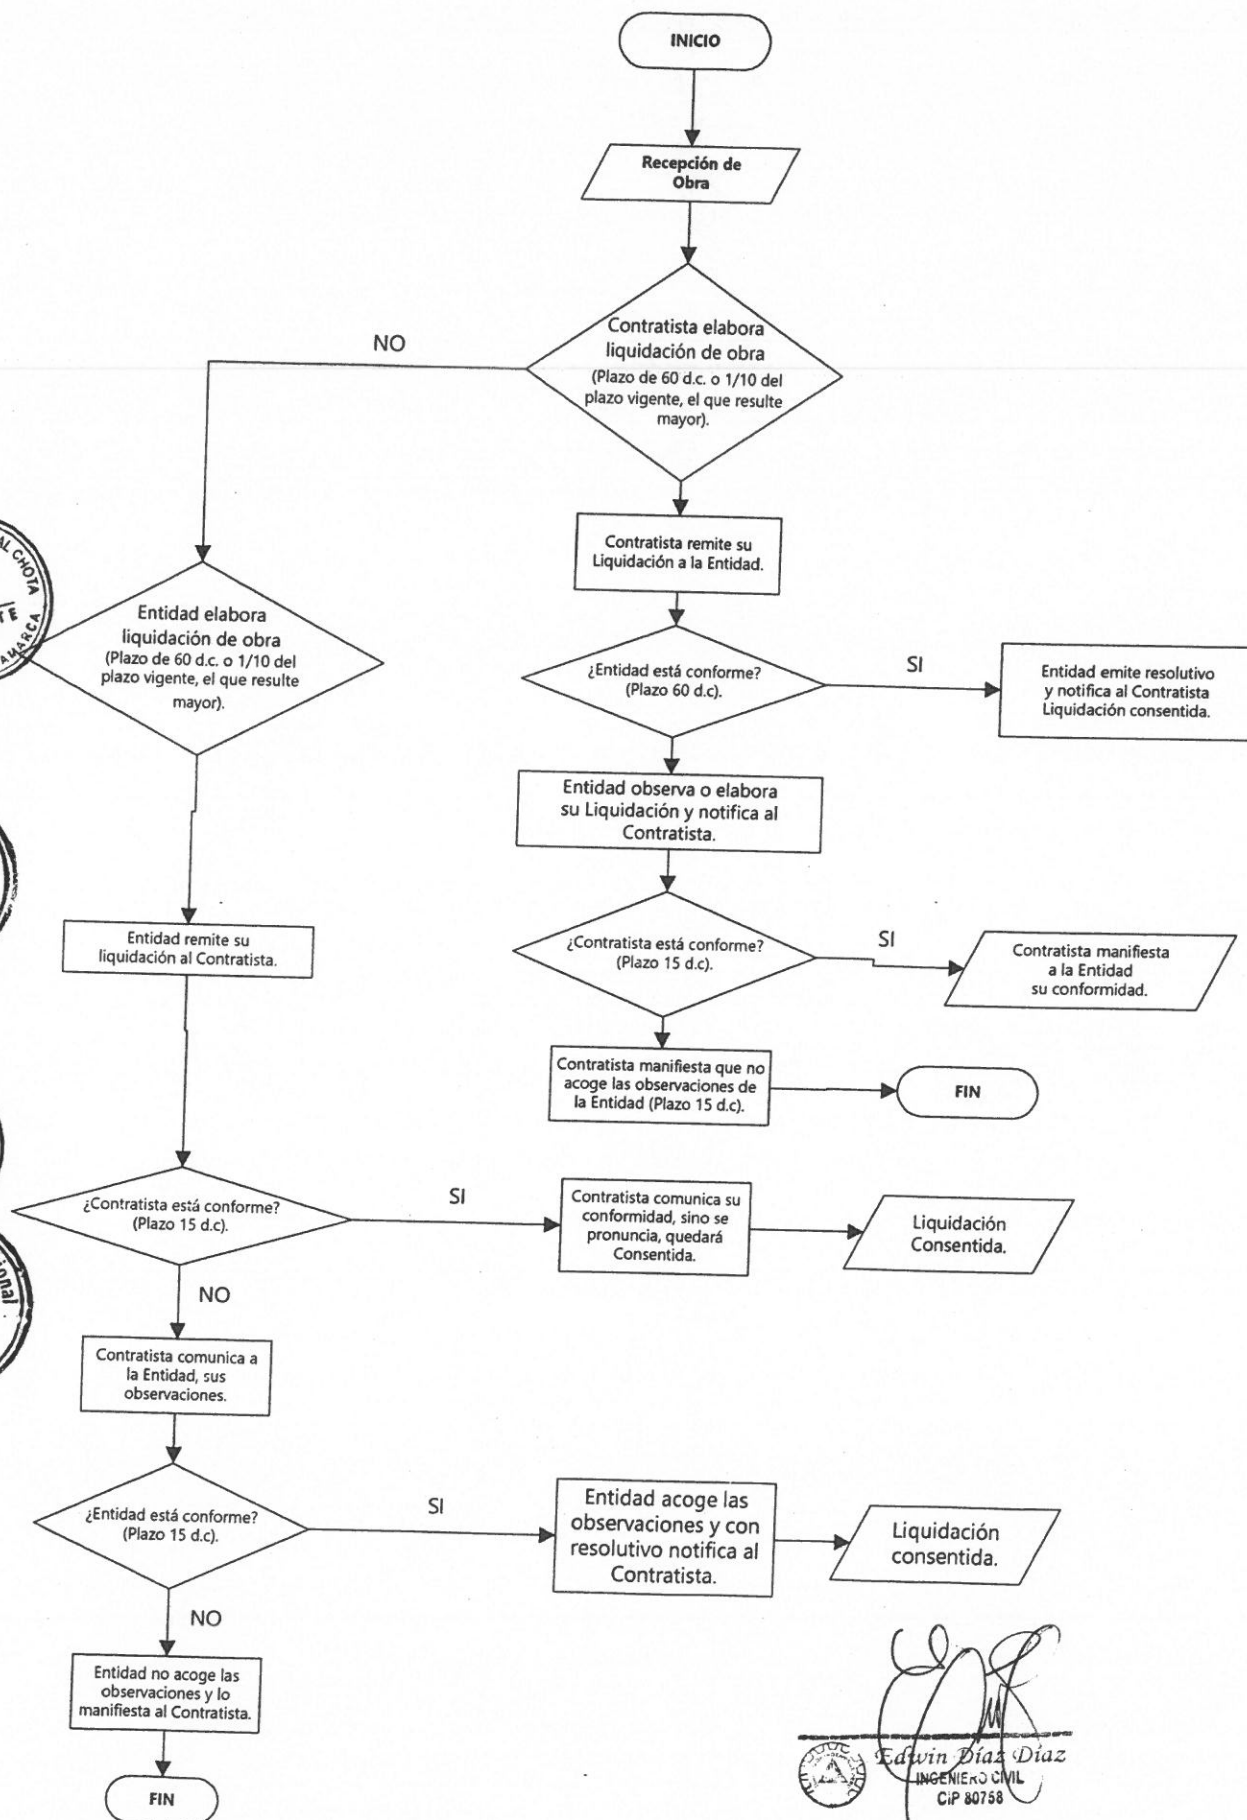 INICIO
Recepción de
Obra
Contratista elabora
liquidación de obra
(Plazo de 60 d.c. o 1/10 del
plazo vigente, el que resulte
mayor).
NO
Contratista remite su
Liquidación a la Entidad.
Entidad elabora
liquidación de obra
(Plazo de 60 d.c. o 1/10 del
plazo vigente, el que resulte
mayor).
AL CHOTA
¿Entidad está conforme?
(Plazo 60 d.c).
SI
Entidad emite resolutivo
y notifica al Contratista
Liquidación consentida.
Entidad observa o elabora
su Liquidación y notifica al
Contratista.
Entidad remite su
liquidación al Contratista.
¿Contratista está conforme?
(Plazo 15 d.c).
SI
Contratista manifiesta
a la Entidad
su conformidad.
Contratista manifiesta que no
acoge las observaciones de
la Entidad (Plazo 15 d.c).
FIN
¿Contratista está conforme?
(Plazo 15 d.c).
SI
Contratista comunica su
conformidad, sino se
pronuncia, quedará
Consentida.
Liquidación
Consentida.
NO
Contratista comunica a
la Entidad, sus
observaciones.
¿Entidad está conforme?
(Plazo 15 d.c).
SI
Entidad acoge las
observaciones y con
resolutivo notifica al
Contratista.
Liquidación
consentida.
NO
Entidad no acoge las
observaciones y lo
manifiesta al Contratista.
FIN
Edwin Díaz Díaz
INGENIERO CIVIL
CIP 80758